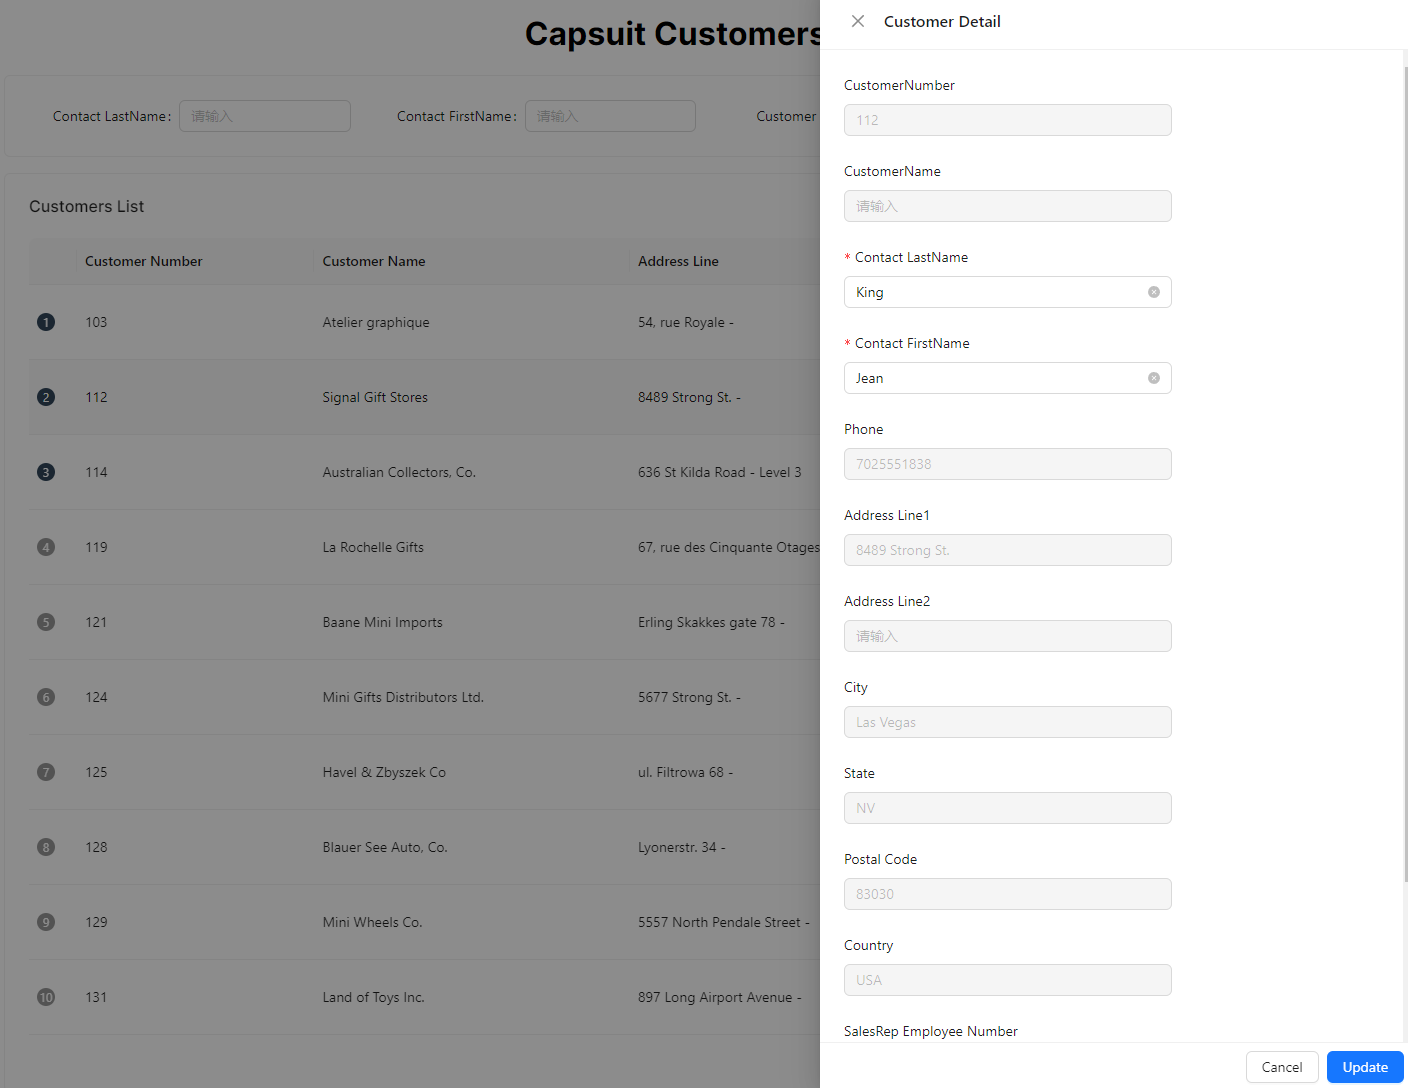 Capsuit Customers
Contact LastName: 请输入 Contact FirstName: 请输入 Customer
Customers List
Customer Number Customer Name Address Line
1 103 Atelier graphique 54, rue Royale -
2 112 Signal Gift Stores 8489 Strong St. -
3 114 Australian Collectors, Co. 636 St Kilda Road - Level 3
4 119 La Rochelle Gifts 67, rue des Cinquante Otages
5 121 Baane Mini Imports Erling Skakkes gate 78 -
6 124 Mini Gifts Distributors Ltd. 5677 Strong St. -
7 125 Havel & Zbyszek Co ul. Filtrowa 68 -
8 128 Blauer See Auto, Co. Lyonerstr. 34 -
9 129 Mini Wheels Co. 5557 North Pendale Street -
10 131 Land of Toys Inc. 897 Long Airport Avenue -
Customer Detail
CustomerNumber
112
CustomerName
请输入
* Contact LastName
King
* Contact FirstName
Jean
Phone
7025551838
Address Line1
8489 Strong St.
Address Line2
请输入
City
Las Vegas
State
NV
Postal Code
83030
Country
USA
SalesRep Employee Number
Cancel Update